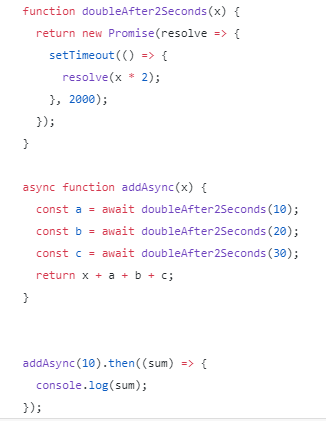 function doubleAfter2Seconds(x) {
  return new Promise(resolve => {
    setTimeout(() => {
      resolve(x * 2);
    }, 2000);
  });
}

async function addAsync(x) {
  const a = await doubleAfter2Seconds(10);
  const b = await doubleAfter2Seconds(20);
  const c = await doubleAfter2Seconds(30);
  return x + a + b + c;
}

addAsync(10).then((sum) => {
  console.log(sum);
});